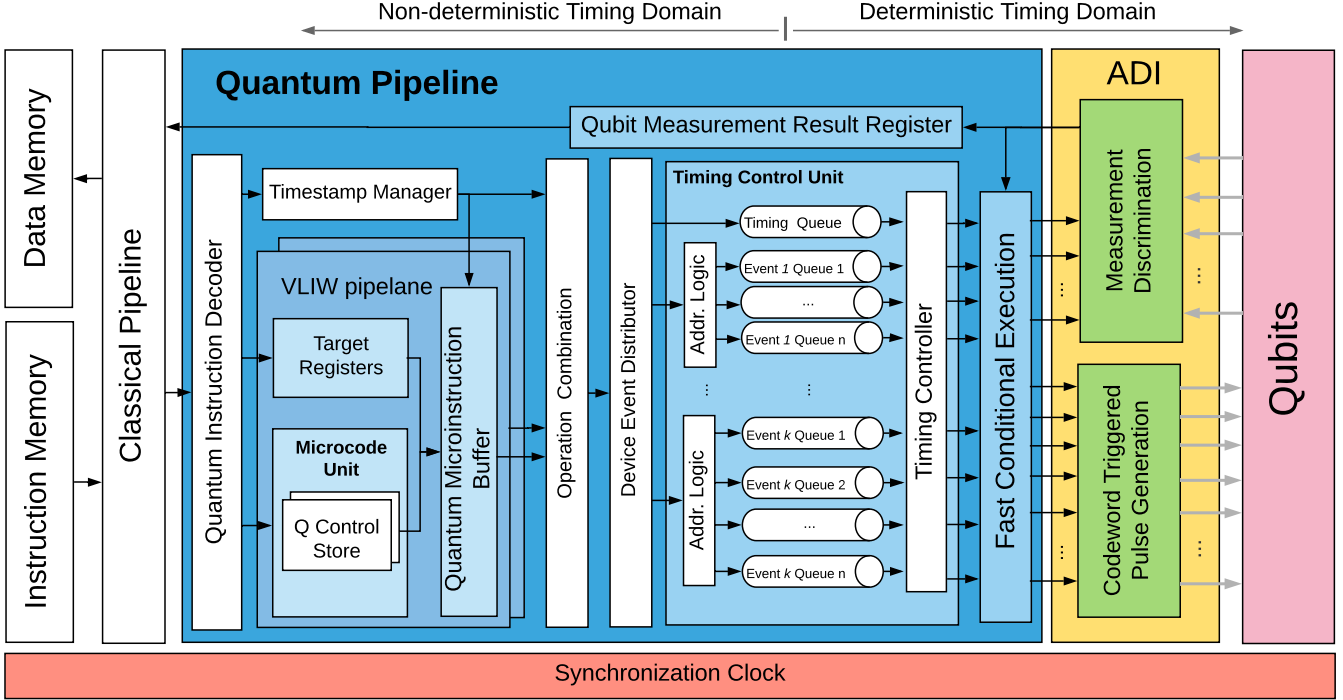 Non-deterministic Timing Domain
Deterministic Timing Domain
Data Memory
Instruction Memory
Classical Pipeline
Quantum Pipeline
Qubit Measurement Result Register
Quantum Instruction Decoder
Timestamp Manager
VLIW pipelane
Target
Registers
Microcode
Unit
Q Control
Store
Quantum Microinstruction
Buffer
Operation Combination
Device Event Distributor
Timing Control Unit
Timing Queue
Addr. Logic
Event 1 Queue 1
...
Event 1 Queue n
...
...
Addr. Logic
Event k Queue 1
Event k Queue 2
...
Event k Queue n
Timing Controller
Fast Conditional Execution
ADI
...
Measurement
Discrimination
...
...
Codeword Triggered
Pulse Generation
...
Qubits
Synchronization Clock